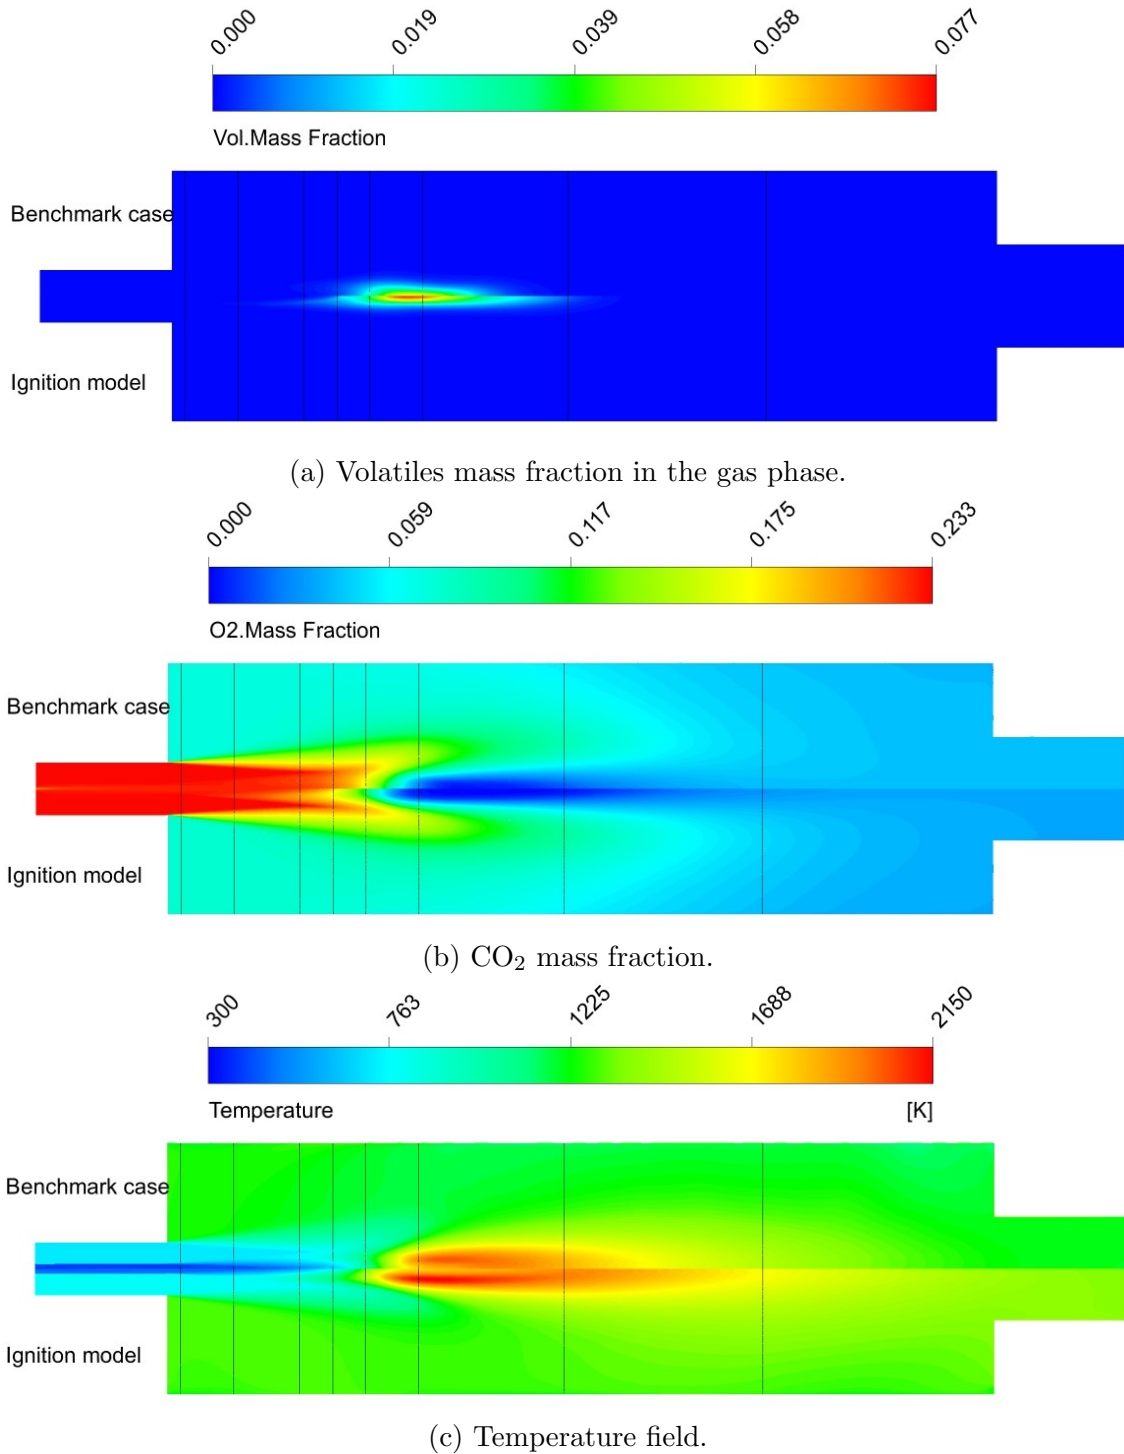 0.000 0.019 0.039 0.058 0.077
Vol.Mass Fraction
Benchmark case
Ignition model
(a) Volatiles mass fraction in the gas phase.
0.000 0.059 0.117 0.175 0.233
O2.Mass Fraction
Benchmark case
Ignition model
(b) CO₂ mass fraction.
300 763 1225 1688 2150
Temperature [K]
Benchmark case
Ignition model
(c) Temperature field.